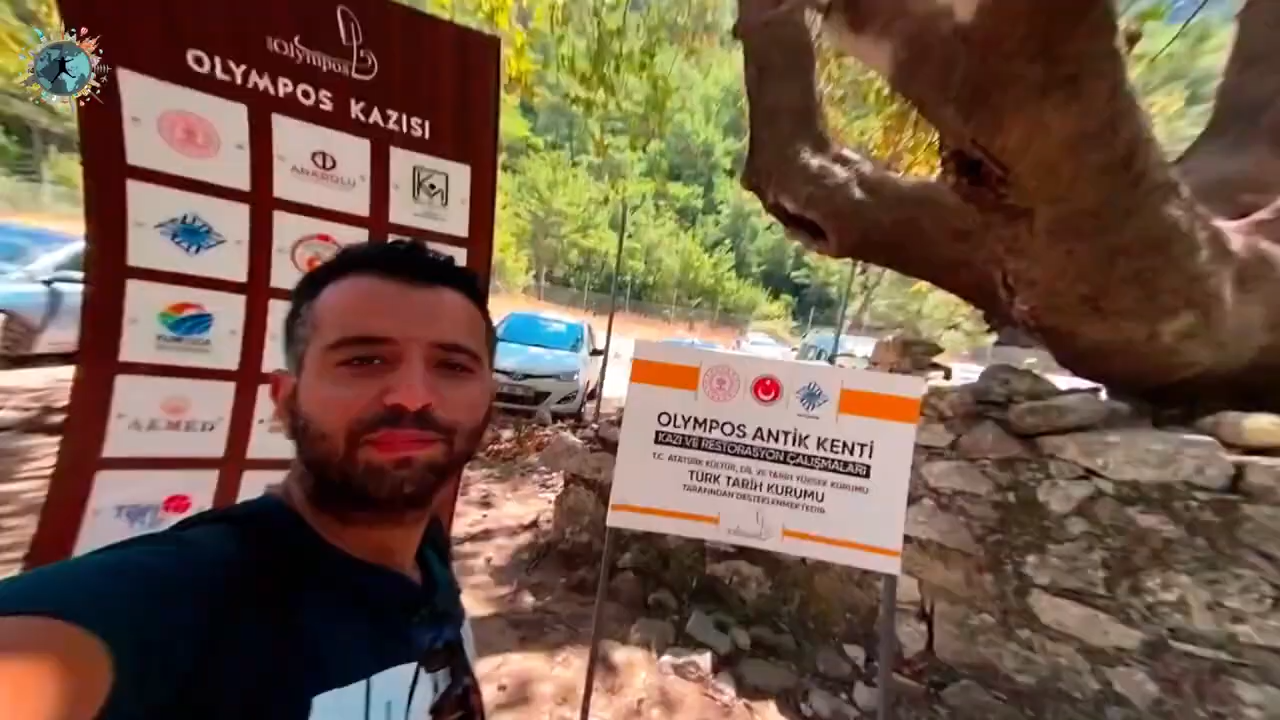 Olympos
OLYMPOS KAZISI
ANADOLU
KUMLUCA
AKMED
OLYMPOS ANTİK KENTİ
KAZI VE RESTORASYON ÇALIŞMALARI
T.C. ATATÜRK KÜLTÜR, DİL VE TARİH YÜKSEK KURUMU
TÜRK TARİH KURUMU
TARAFINDAN DESTEKLENMEKTEDİR.